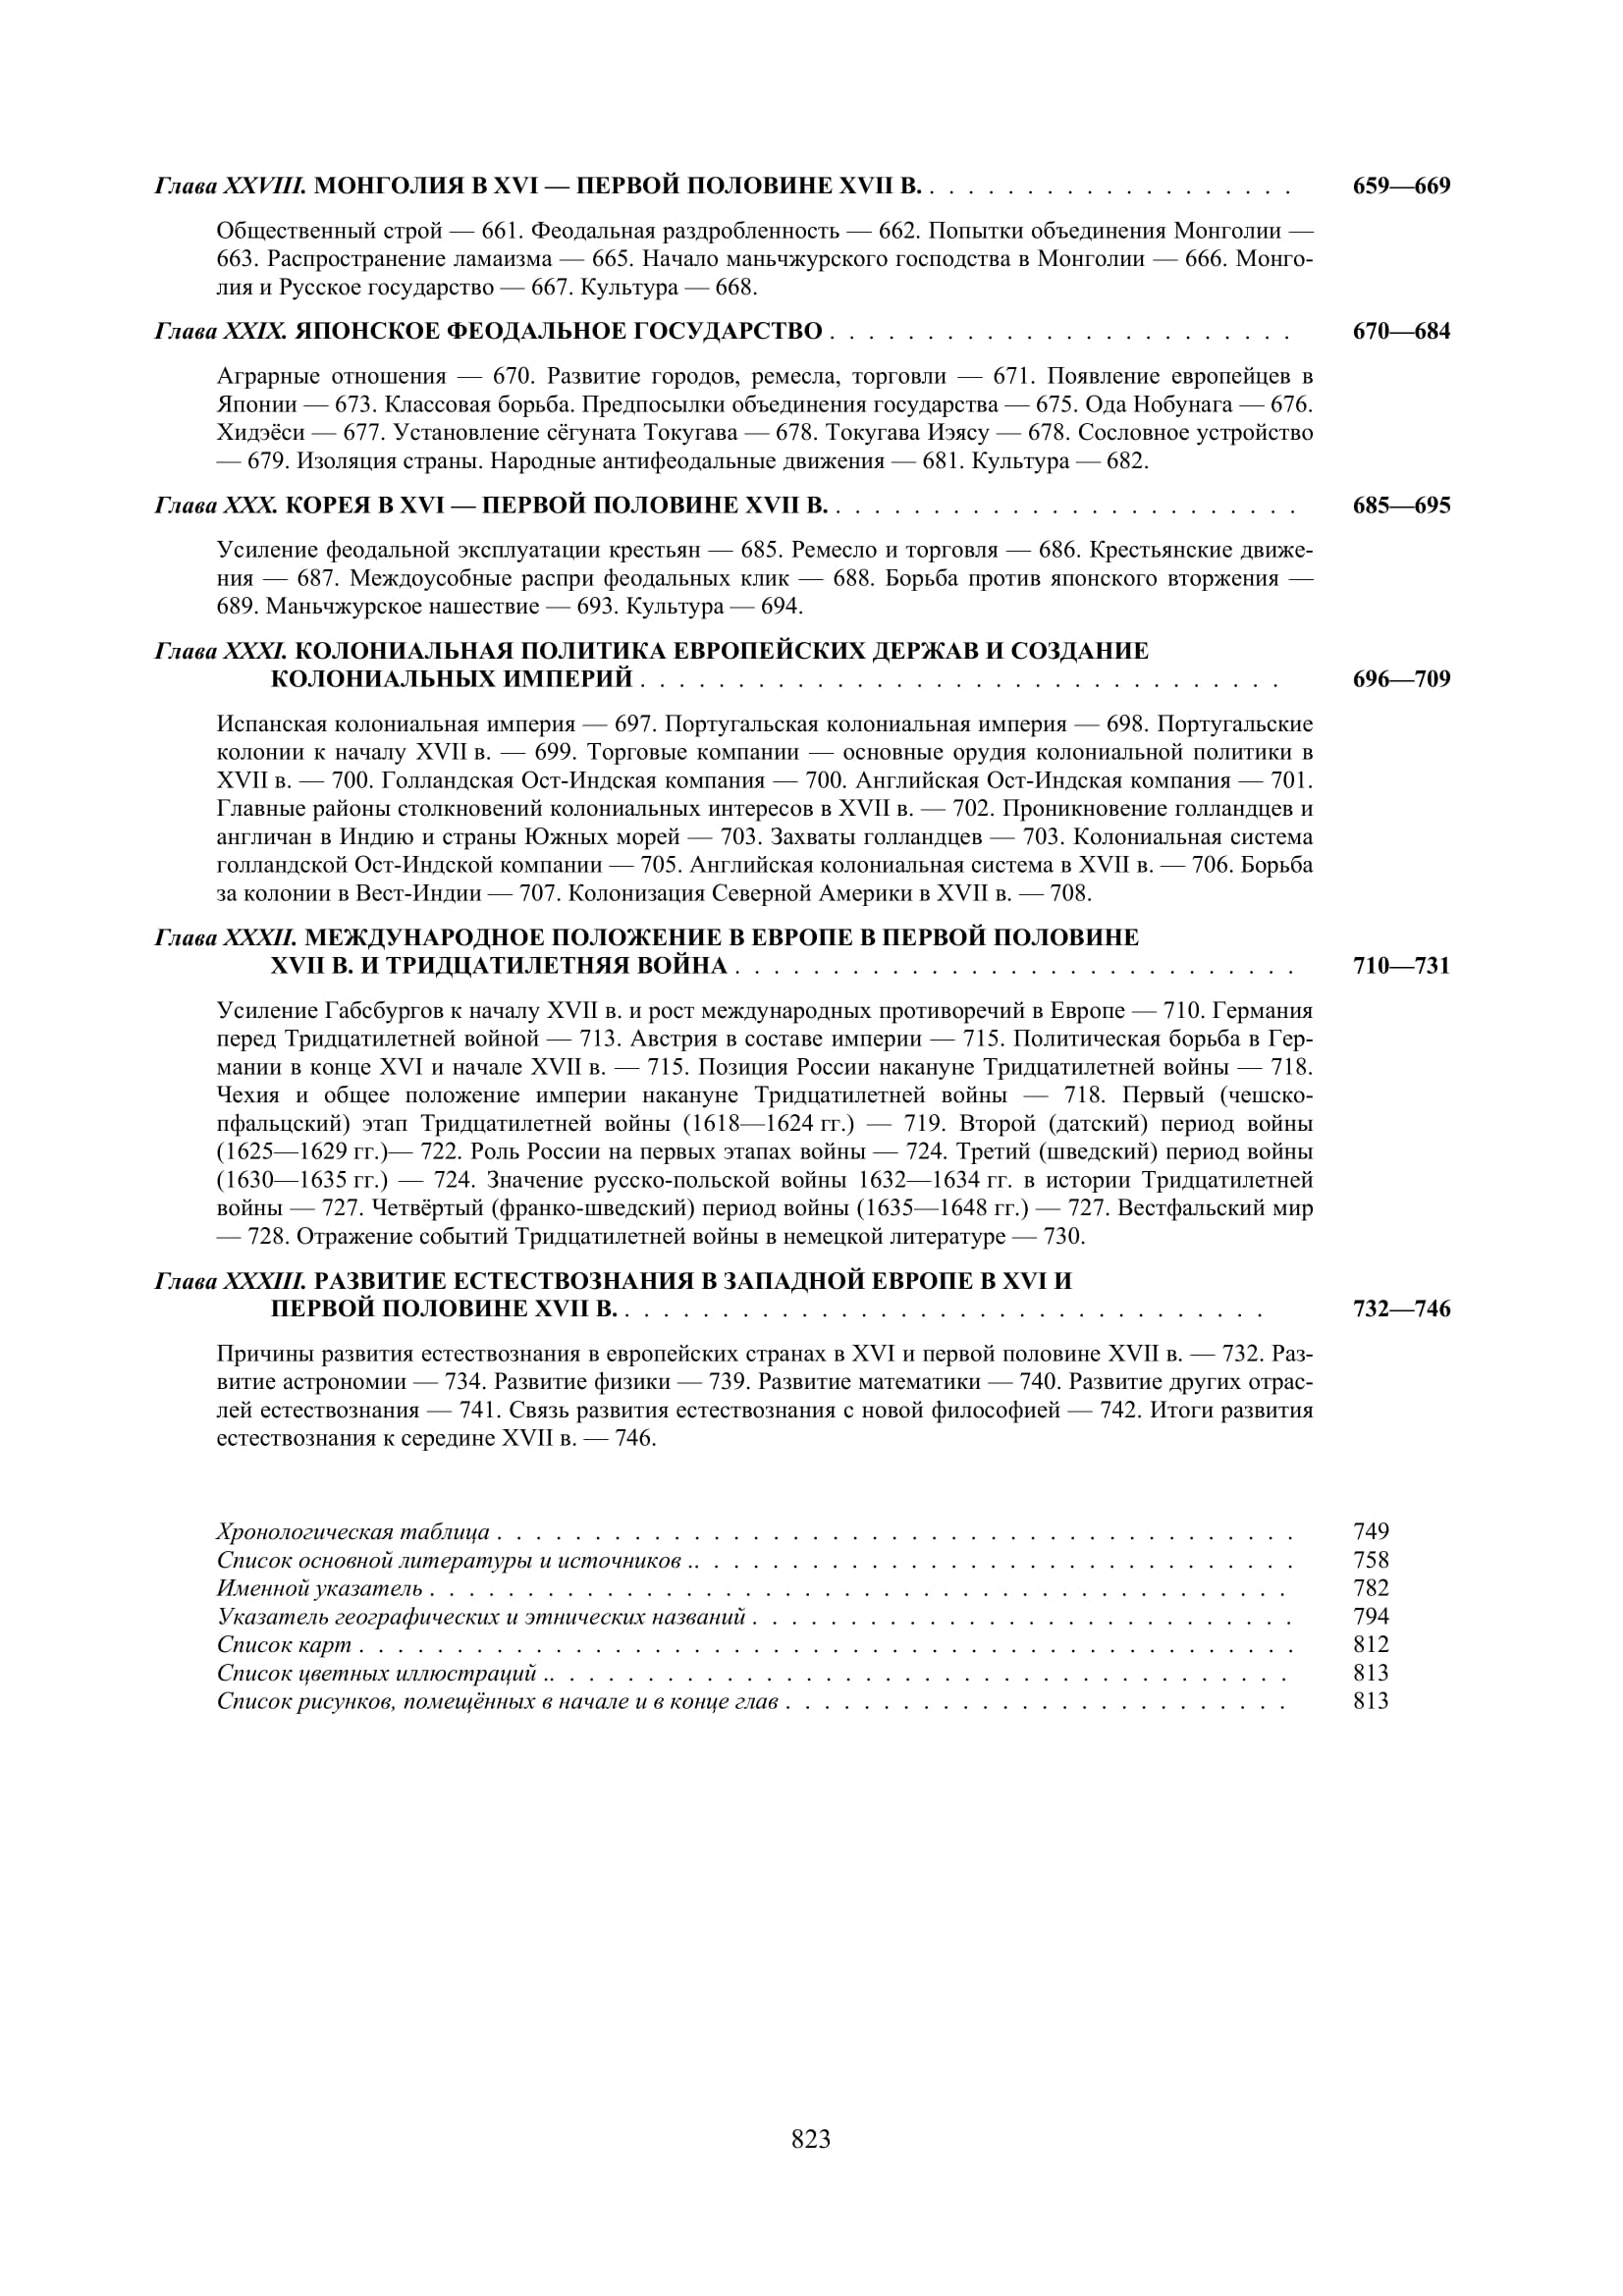 Глава XXVIII. МОНГОЛИЯ В XVI — ПЕРВОЙ ПОЛОВИНЕ XVII В. . . . . . . . . . . . . . . . . . . . 659—669
Общественный строй — 661. Феодальная раздробленность — 662. Попытки объединения Монголии —
663. Распространение ламаизма — 665. Начало маньчжурского господства в Монголии — 666. Монго-
лия и Русское государство — 667. Культура — 668.
Глава XXIX. ЯПОНСКОЕ ФЕОДАЛЬНОЕ ГОСУДАРСТВО . . . . . . . . . . . . . . . . . . . . . . . . 670—684
Аграрные отношения — 670. Развитие городов, ремесла, торговли — 671. Появление европейцев в
Японии — 673. Классовая борьба. Предпосылки объединения государства — 675. Ода Нобунага — 676.
Хидэёси — 677. Установление сёгуната Токугава — 678. Токугава Иэясу — 678. Сословное устройство
— 679. Изоляция страны. Народные антифеодальные движения — 681. Культура — 682.
Глава XXX. КОРЕЯ В XVI — ПЕРВОЙ ПОЛОВИНЕ XVII В. . . . . . . . . . . . . . . . . . . . . . . . . 685—695
Усиление феодальной эксплуатации крестьян — 685. Ремесло и торговля — 686. Крестьянские движе-
ния — 687. Междоусобные распри феодальных клик — 688. Борьба против японского вторжения —
689. Маньчжурское нашествие — 693. Культура — 694.
Глава XXXI. КОЛОНИАЛЬНАЯ ПОЛИТИКА ЕВРОПЕЙСКИХ ДЕРЖАВ И СОЗДАНИЕ
КОЛОНИАЛЬНЫХ ИМПЕРИЙ . . . . . . . . . . . . . . . . . . . . . . . . . . . . . . . . . 696—709
Испанская колониальная империя — 697. Португальская колониальная империя — 698. Португальские
колонии к началу XVII в. — 699. Торговые компании — основные орудия колониальной политики в
XVII в. — 700. Голландская Ост-Индская компания — 700. Английская Ост-Индская компания — 701.
Главные районы столкновений колониальных интересов в XVII в. — 702. Проникновение голландцев и
англичан в Индию и страны Южных морей — 703. Захваты голландцев — 703. Колониальная система
голландской Ост-Индской компании — 705. Английская колониальная система в XVII в. — 706. Борьба
за колонии в Вест-Индии — 707. Колонизация Северной Америки в XVII в. — 708.
Глава XXXII. МЕЖДУНАРОДНОЕ ПОЛОЖЕНИЕ В ЕВРОПЕ В ПЕРВОЙ ПОЛОВИНЕ
XVII В. И ТРИДЦАТИЛЕТНЯЯ ВОЙНА . . . . . . . . . . . . . . . . . . . . . . . . . . . . . 710—731
Усиление Габсбургов к началу XVII в. и рост международных противоречий в Европе — 710. Германия
перед Тридцатилетней войной — 713. Австрия в составе империи — 715. Политическая борьба в Гер-
мании в конце XVI и начале XVII в. — 715. Позиция России накануне Тридцатилетней войны — 718.
Чехия и общее положение империи накануне Тридцатилетней войны — 718. Первый (чешско-
пфальцский) этап Тридцатилетней войны (1618—1624 гг.) — 719. Второй (датский) период войны
(1625—1629 гг.)— 722. Роль России на первых этапах войны — 724. Третий (шведский) период войны
(1630—1635 гг.) — 724. Значение русско-польской войны 1632—1634 гг. в истории Тридцатилетней
войны — 727. Четвёртый (франко-шведский) период войны (1635—1648 гг.) — 727. Вестфальский мир
— 728. Отражение событий Тридцатилетней войны в немецкой литературе — 730.
Глава XXXIII. РАЗВИТИЕ ЕСТЕСТВОЗНАНИЯ В ЗАПАДНОЙ ЕВРОПЕ В XVI И
ПЕРВОЙ ПОЛОВИНЕ XVII В. . . . . . . . . . . . . . . . . . . . . . . . . . . . . . . . . . 732—746
Причины развития естествознания в европейских странах в XVI и первой половине XVII в. — 732. Раз-
витие астрономии — 734. Развитие физики — 739. Развитие математики — 740. Развитие других отрас-
лей естествознания — 741. Связь развития естествознания с новой философией — 742. Итоги развития
естествознания к середине XVII в. — 746.
Хронологическая таблица . . . . . . . . . . . . . . . . . . . . . . . . . . . . . . . . . . . . . . . . . 749
Список основной литературы и источников .. . . . . . . . . . . . . . . . . . . . . . . . . . . . . . . 758
Именной указатель . . . . . . . . . . . . . . . . . . . . . . . . . . . . . . . . . . . . . . . . . . . . 782
Указатель географических и этнических названий . . . . . . . . . . . . . . . . . . . . . . . . . . . . 794
Список карт . . . . . . . . . . . . . . . . . . . . . . . . . . . . . . . . . . . . . . . . . . . . . . . . 812
Список цветных иллюстраций .. . . . . . . . . . . . . . . . . . . . . . . . . . . . . . . . . . . . . . 813
Список рисунков, помещённых в начале и в конце глав . . . . . . . . . . . . . . . . . . . . . . . . . . 813
823